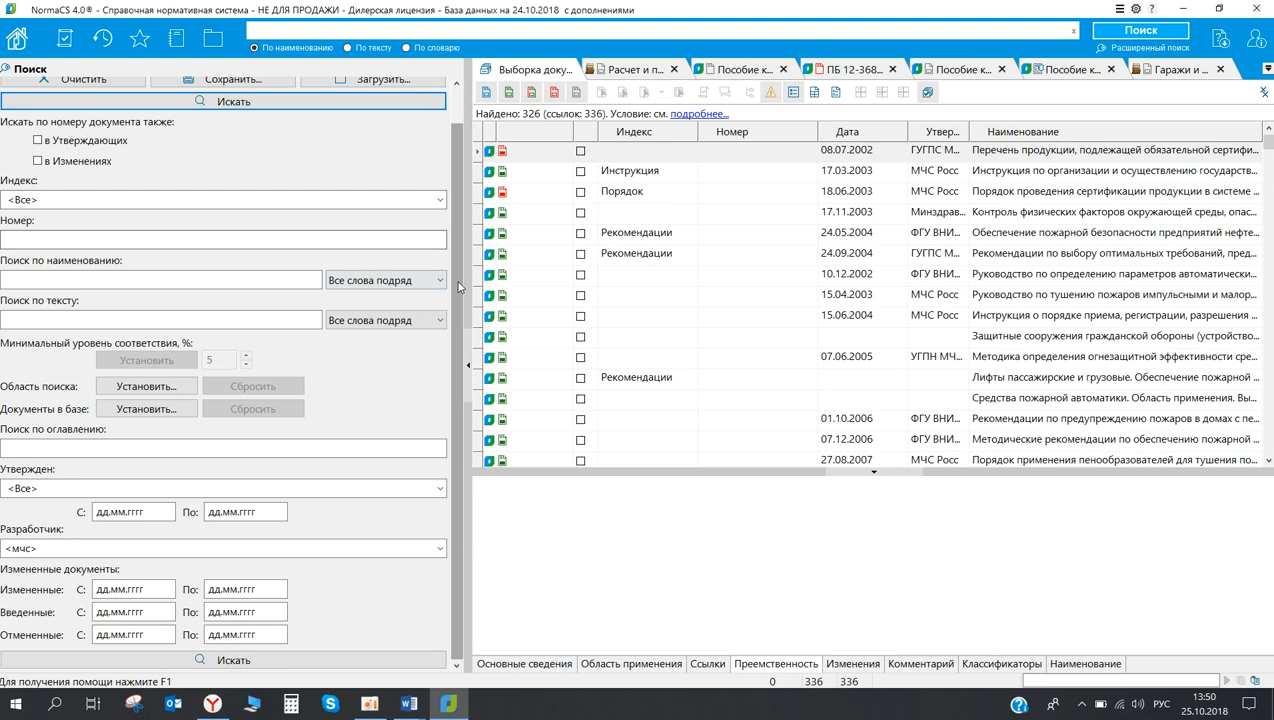 NormaCS 4.0® - Справочная нормативная система - НЕ ДЛЯ ПРОДАЖИ - Дилерская лицензия - База данных на 24.10.2018 с дополнениями
x
Поиск
По наименованию По тексту По словарю
Расширенный поиск
Поиск
Очистить Сохранить... Загрузить...
Искать
Искать по номеру документа также:
в Утверждающих
в Изменениях
Индекс:
<Все>
Номер:
Поиск по наименованию:
Все слова подряд
Поиск по тексту:
Все слова подряд
Минимальный уровень соответствия, %:
Установить 5
Область поиска: Установить... Сбросить
Документы в базе: Установить... Сбросить
Поиск по оглавлению:
Утвержден:
<Все>
С: дд.мм.гггг По: дд.мм.гггг
Разработчик:
<мчс>
Измененные документы:
Измененные: С: дд.мм.гггг По: дд.мм.гггг
Введенные: С: дд.мм.гггг По: дд.мм.гггг
Отмененные: С: дд.мм.гггг По: дд.мм.гггг
Искать
Для получения помощи нажмите F1
Выборка доку... Расчет и п... Пособие к... ПБ 12-368... Пособие к... Пособие к... Гаражи и ...
Найдено: 326 (ссылок: 336). Условие: см. подробнее...
Индекс Номер Дата Утвер... Наименование
08.07.2002 ГУГПС М... Перечень продукции, подлежащей обязательной сертифи...
Инструкция 17.03.2003 МЧС Росс Инструкция по организации и осуществлению государств...
Порядок 18.06.2003 МЧС Росс Порядок проведения сертификации продукции в системе ...
17.11.2003 Минздрав... Контроль физических факторов окружающей среды, опас...
Рекомендации 24.05.2004 ФГУ ВНИ... Обеспечение пожарной безопасности предприятий нефте...
Рекомендации 24.09.2004 ГУГПС М... Рекомендации по выбору оптимальных требований, пред...
10.12.2002 ФГУ ВНИ... Руководство по определению параметров автоматически...
15.04.2003 МЧС Росс Руководство по тушению пожаров импульсными и малор...
15.06.2004 МЧС Росс Инструкция о порядке приема, регистрации, разрешения ...
Защитные сооружения гражданской обороны (устройство...
07.06.2005 УГПН МЧ... Методика определения огнезащитной эффективности сре...
Рекомендации Лифты пассажирские и грузовые. Обеспечение пожарной ...
Средства пожарной автоматики. Область применения. Вы...
01.10.2006 ФГУ ВНИ... Рекомендации по предупреждению пожаров в домах с пе...
07.12.2006 ФГУ ВНИ... Методические рекомендации по обеспечению пожарной ...
27.08.2007 МЧС Росс Порядок применения пенообразователей для тушения по...
Основные сведения Область применения Ссылки Преемственность Изменения Комментарий Классификаторы Наименование
0 336 336
РУС 13:50
25.10.2018